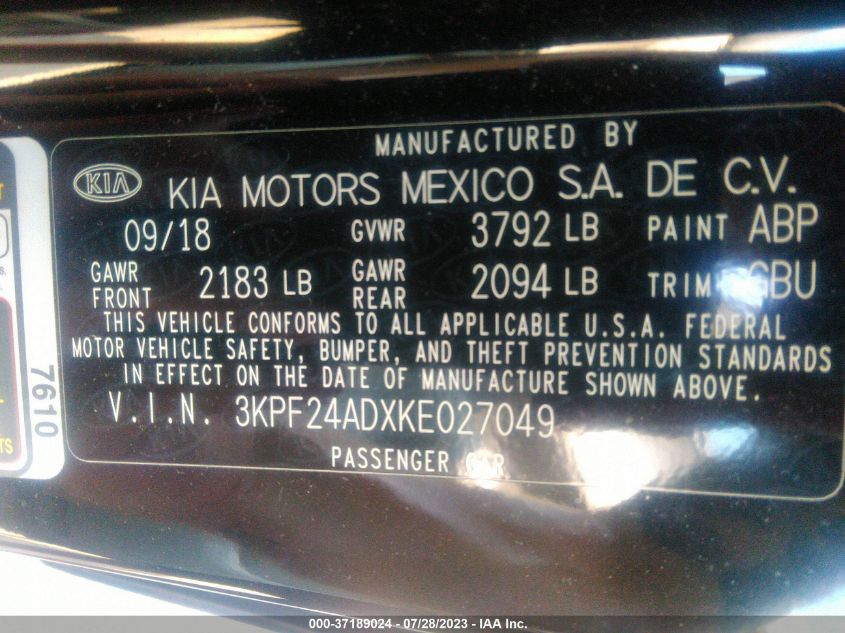 MANUFACTURED BY
KIA KIA MOTORS MEXICO S.A. DE C.V.
09/18 GVWR 3792 LB PAINT ABP
GAWR FRONT 2183 LB GAWR REAR 2094 LB TRIM GBU
THIS VEHICLE CONFORMS TO ALL APPLICABLE U.S.A. FEDERAL
MOTOR VEHICLE SAFETY, BUMPER, AND THEFT PREVENTION STANDARDS
IN EFFECT ON THE DATE OF MANUFACTURE SHOWN ABOVE.
V.I.N. 3KPF24ADXKE027049
PASSENGER CAR
7610
000-37189024 / 07/28/2023 - IAA Inc.